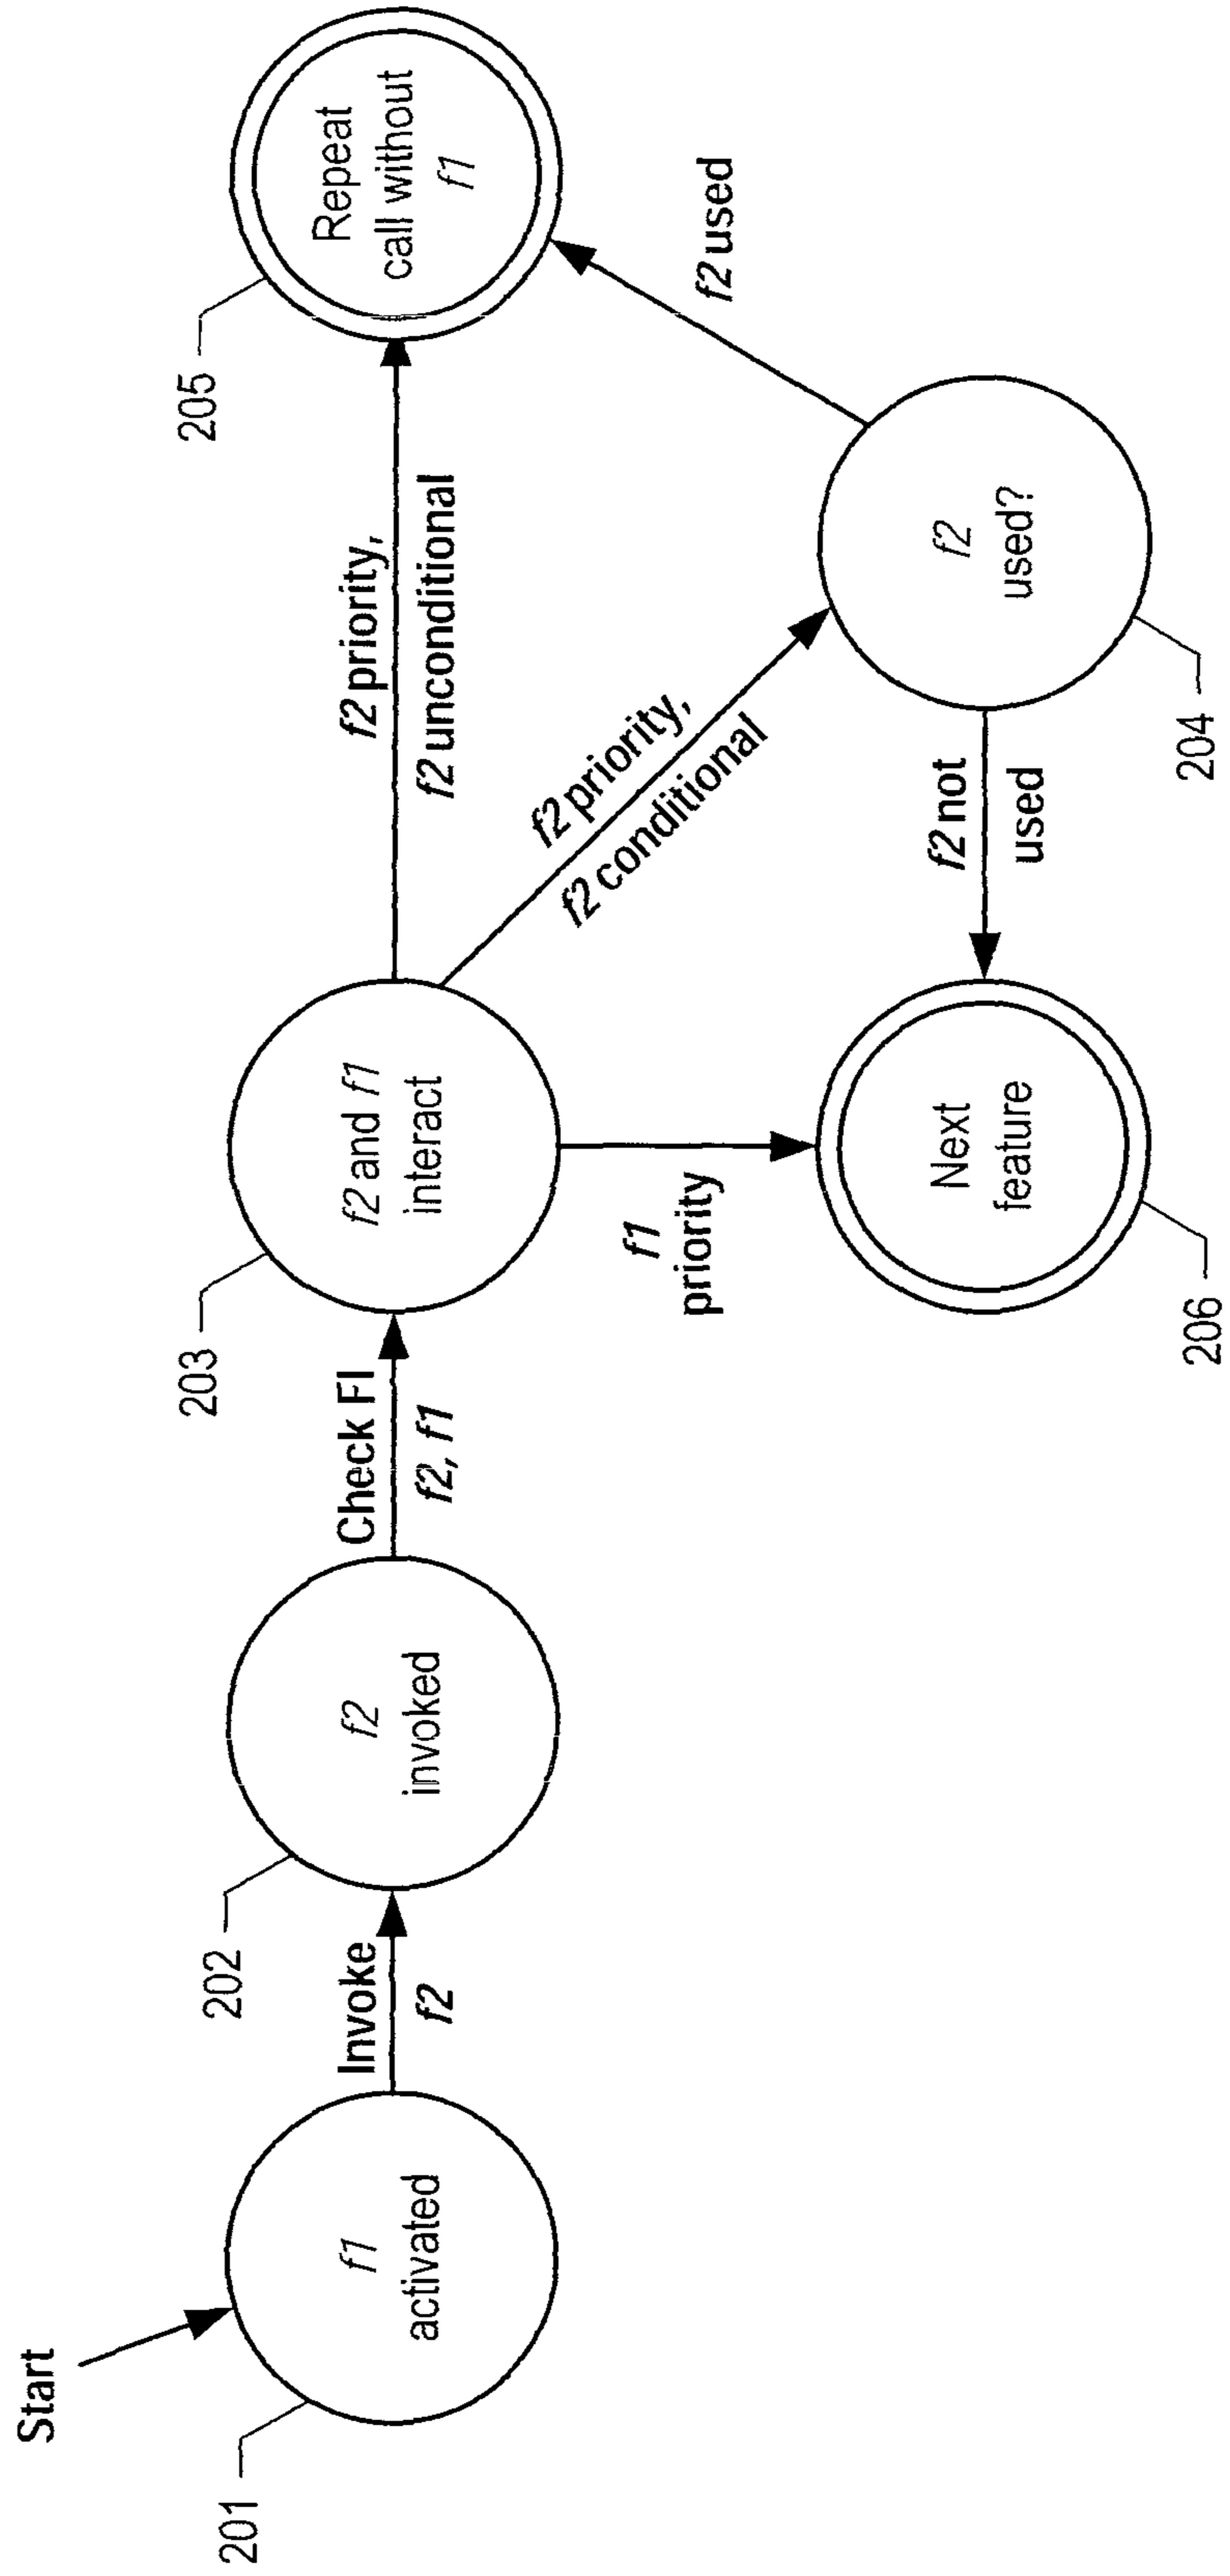 Start
201
f1
activated
Invoke
f2
202
f2
invoked
Check FI
f2, f1
203
f2 and f1
interact
f2 priority,
f2 unconditional
205
Repeat
call without
f1
f2 priority,
f2 conditional
f1
priority
f2 used
206
Next
feature
f2 not
used
204
f2
used?